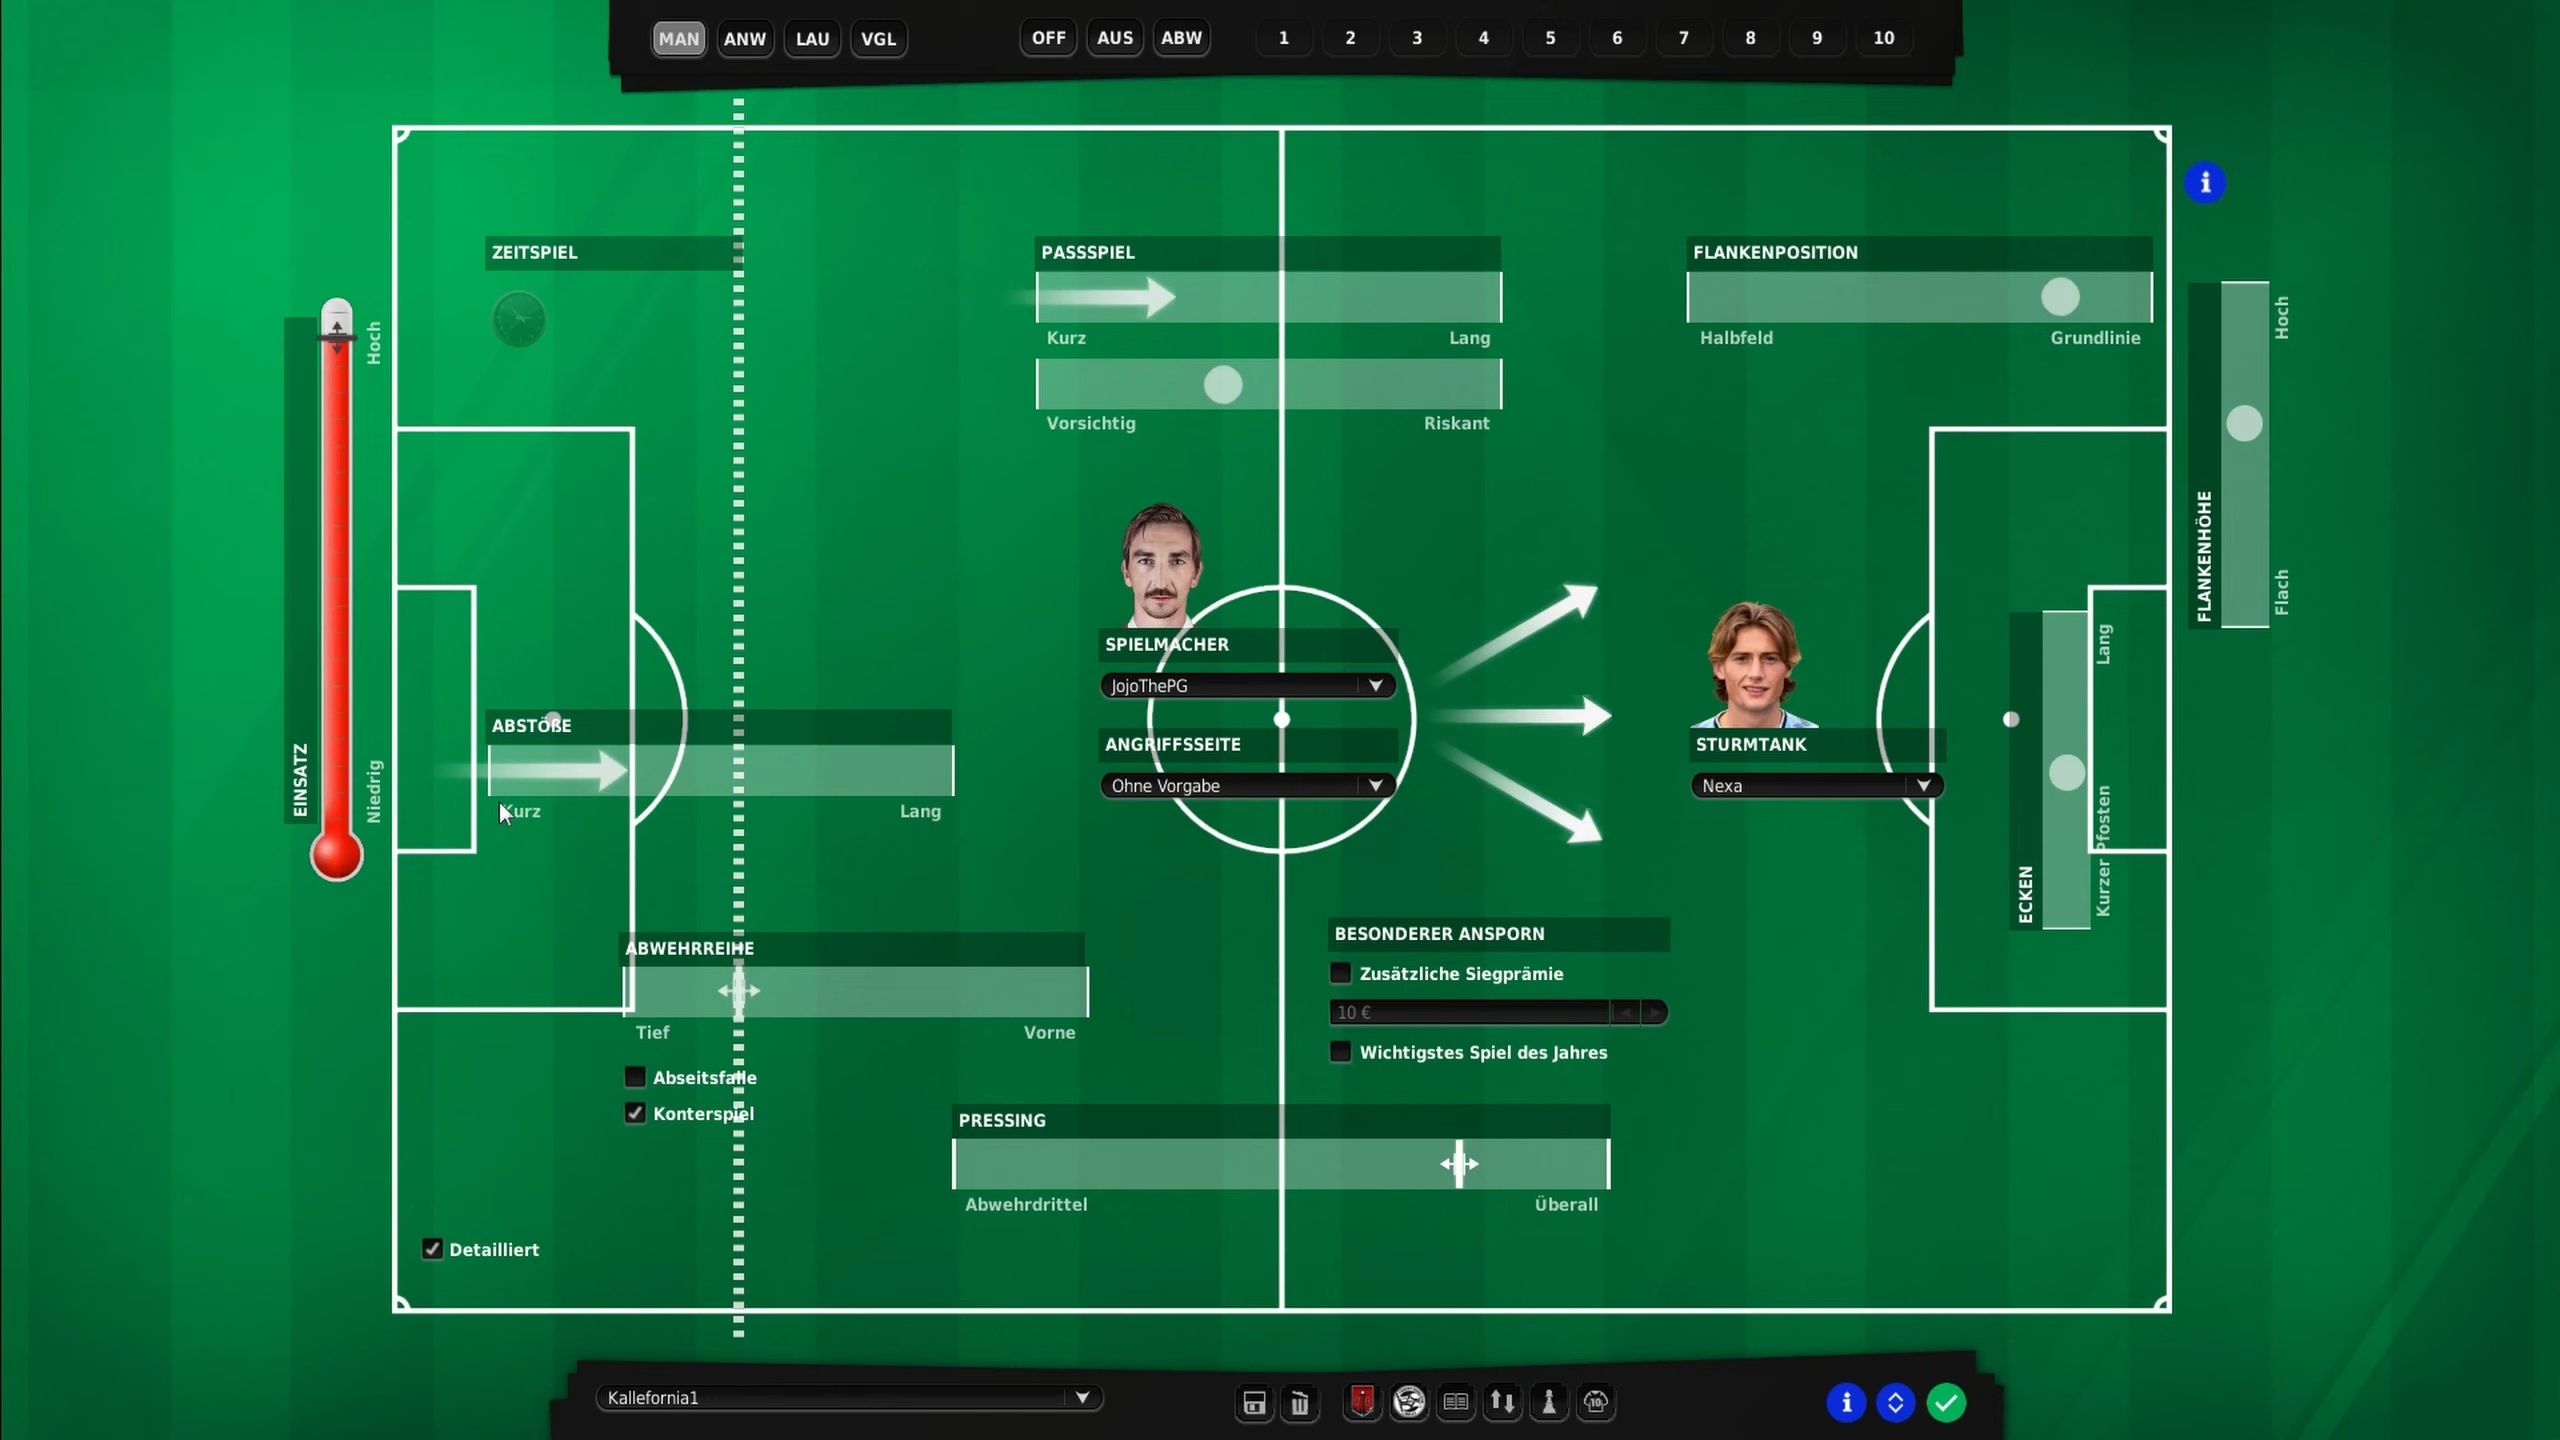 MAN ANW LAU VGL OFF AUS ABW 1 2 3 4 5 6 7 8 9 10
ZEITSPIEL
PASSSPIEL
Kurz Lang
Vorsichtig Riskant
FLANKENPOSITION
Halbfeld Grundlinie
Hoch
FLANKENHÖHE
Flach
Hoch
EINSATZ
Niedrig
SPIELMACHER
JojoThePG
ANGRIFFSSEITE
Ohne Vorgabe
STURMTANK
Nexa
Lang
ECKEN
Kurzer Pfosten
ABSTÖßE
Kurz Lang
ABWEHRREIHE
Tief Vorne
Abseitsfalle
Konterspiel
BESONDERER ANSPORN
Zusätzliche Siegprämie
10 €
Wichtigstes Spiel des Jahres
PRESSING
Abwehrdrittel Überall
Detailliert
Kallefornia1
10